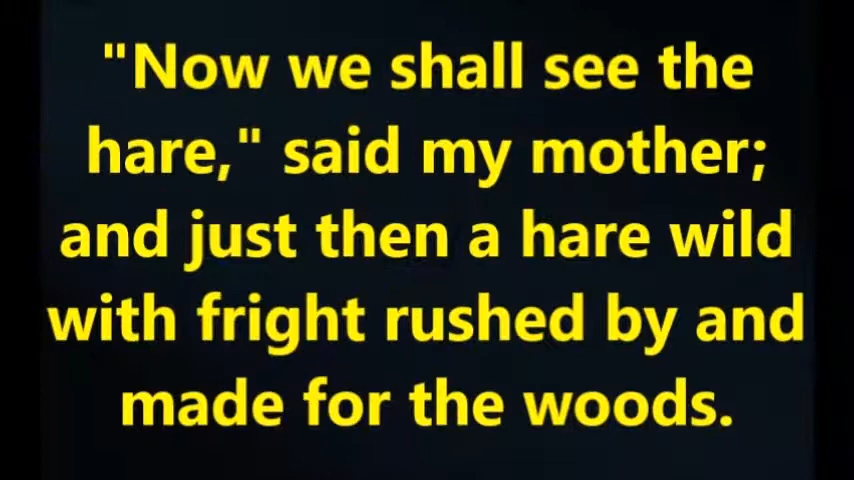 "Now we shall see the
hare," said my mother;
and just then a hare wild
with fright rushed by and
made for the woods.